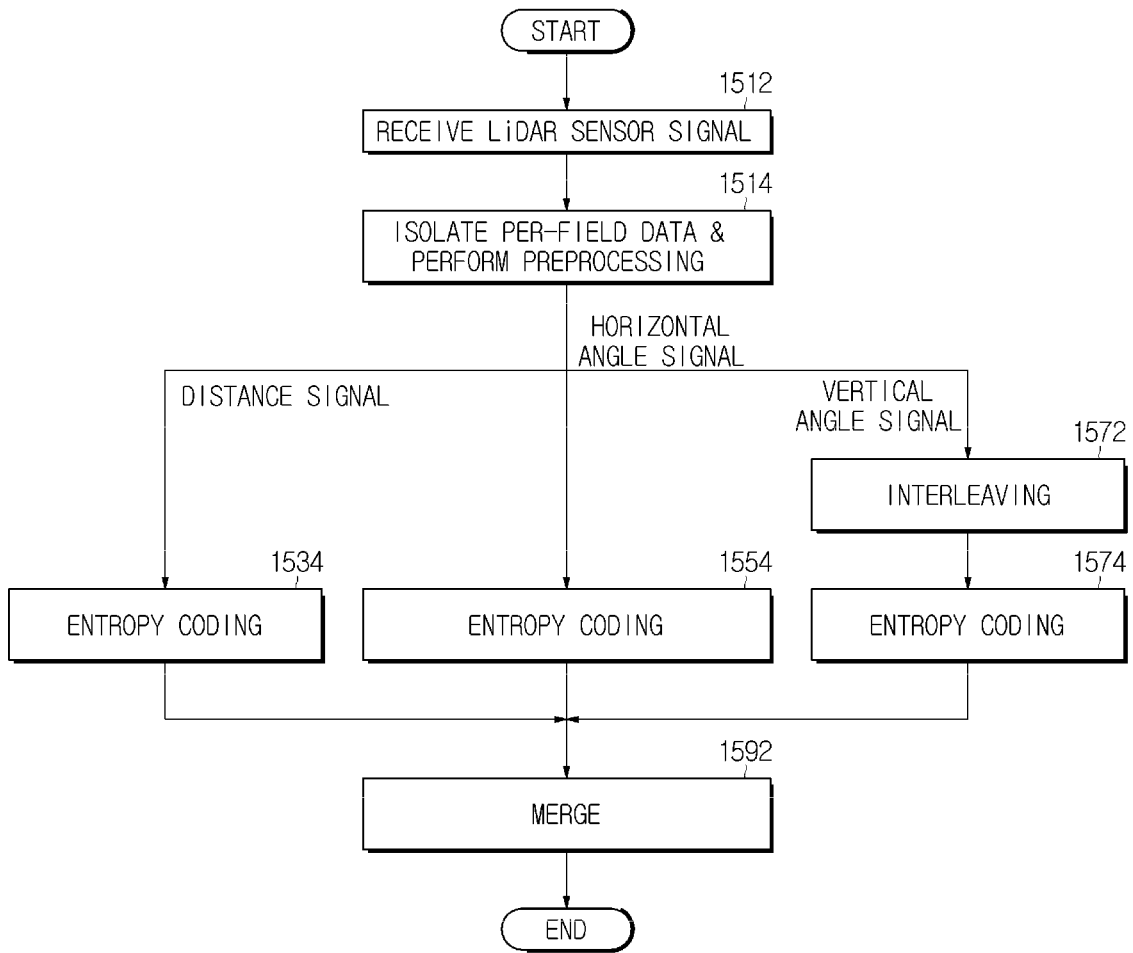 START
1512
RECEIVE LiDAR SENSOR SIGNAL
1514
ISOLATE PER-FIELD DATA &
PERFORM PREPROCESSING
HORIZONTAL
ANGLE SIGNAL
DISTANCE SIGNAL
VERTICAL
ANGLE SIGNAL
1572
INTERLEAVING
1534
ENTROPY CODING
1554
ENTROPY CODING
1574
ENTROPY CODING
1592
MERGE
END